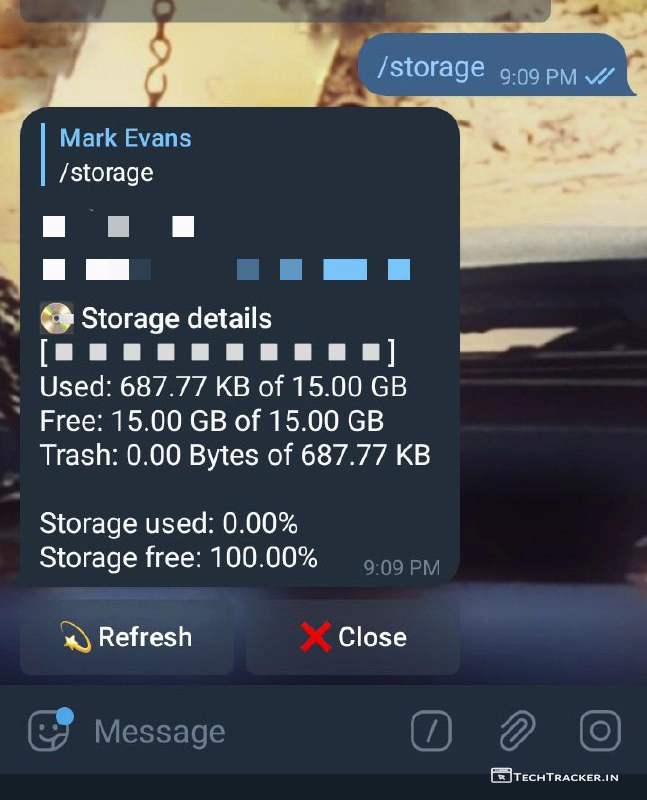 /storage 9:09 PM
Mark Evans
/storage
Storage details
[■ ■ ■ ■ ■ ■ ■ ■ ■ ■]
Used: 687.77 KB of 15.00 GB
Free: 15.00 GB of 15.00 GB
Trash: 0.00 Bytes of 687.77 KB
Storage used: 0.00%
Storage free: 100.00%
9:09 PM
Refresh
Close
Message
TECHTRACKER.IN